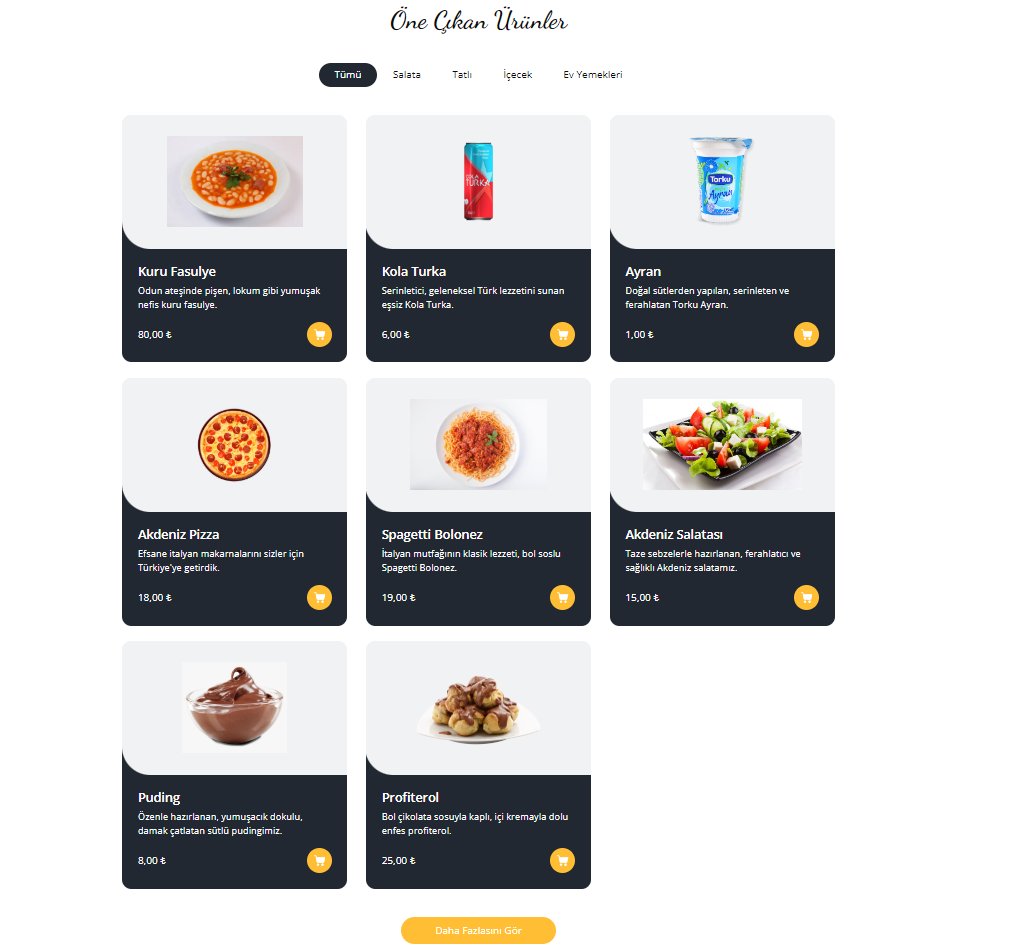 Öne Çıkan Ürünler
Tümü Salata Tatlı İçecek Ev Yemekleri
COLA
TURKA
Torku
Ayran
Kuru Fasulye
Odun ateşinde pişen, lokum gibi yumuşak
nefis kuru fasulye.
80,00 ₺
Kola Turka
Serinletici, geleneksel Türk lezzetini sunan
eşsiz Kola Turka.
6,00 ₺
Ayran
Doğal sütlerden yapılan, serinleten ve
ferahlatan Torku Ayran.
1,00 ₺
Akdeniz Pizza
Efsane italyan makarnalarını sizler için
Türkiye'ye getirdik.
18,00 ₺
Spagetti Bolonez
İtalyan mutfağının klasik lezzeti, bol soslu
Spagetti Bolonez.
19,00 ₺
Akdeniz Salatası
Taze sebzelerle hazırlanan, ferahlatıcı ve
sağlıklı Akdeniz salatamız.
15,00 ₺
Puding
Özenle hazırlanan, yumuşacık dokulu,
damak çatlatan sütlü pudingimiz.
8,00 ₺
Profiterol
Bol çikolata sosuyla kaplı, içi kremayla dolu
enfes profiterol.
25,00 ₺
Daha Fazlasını Gör